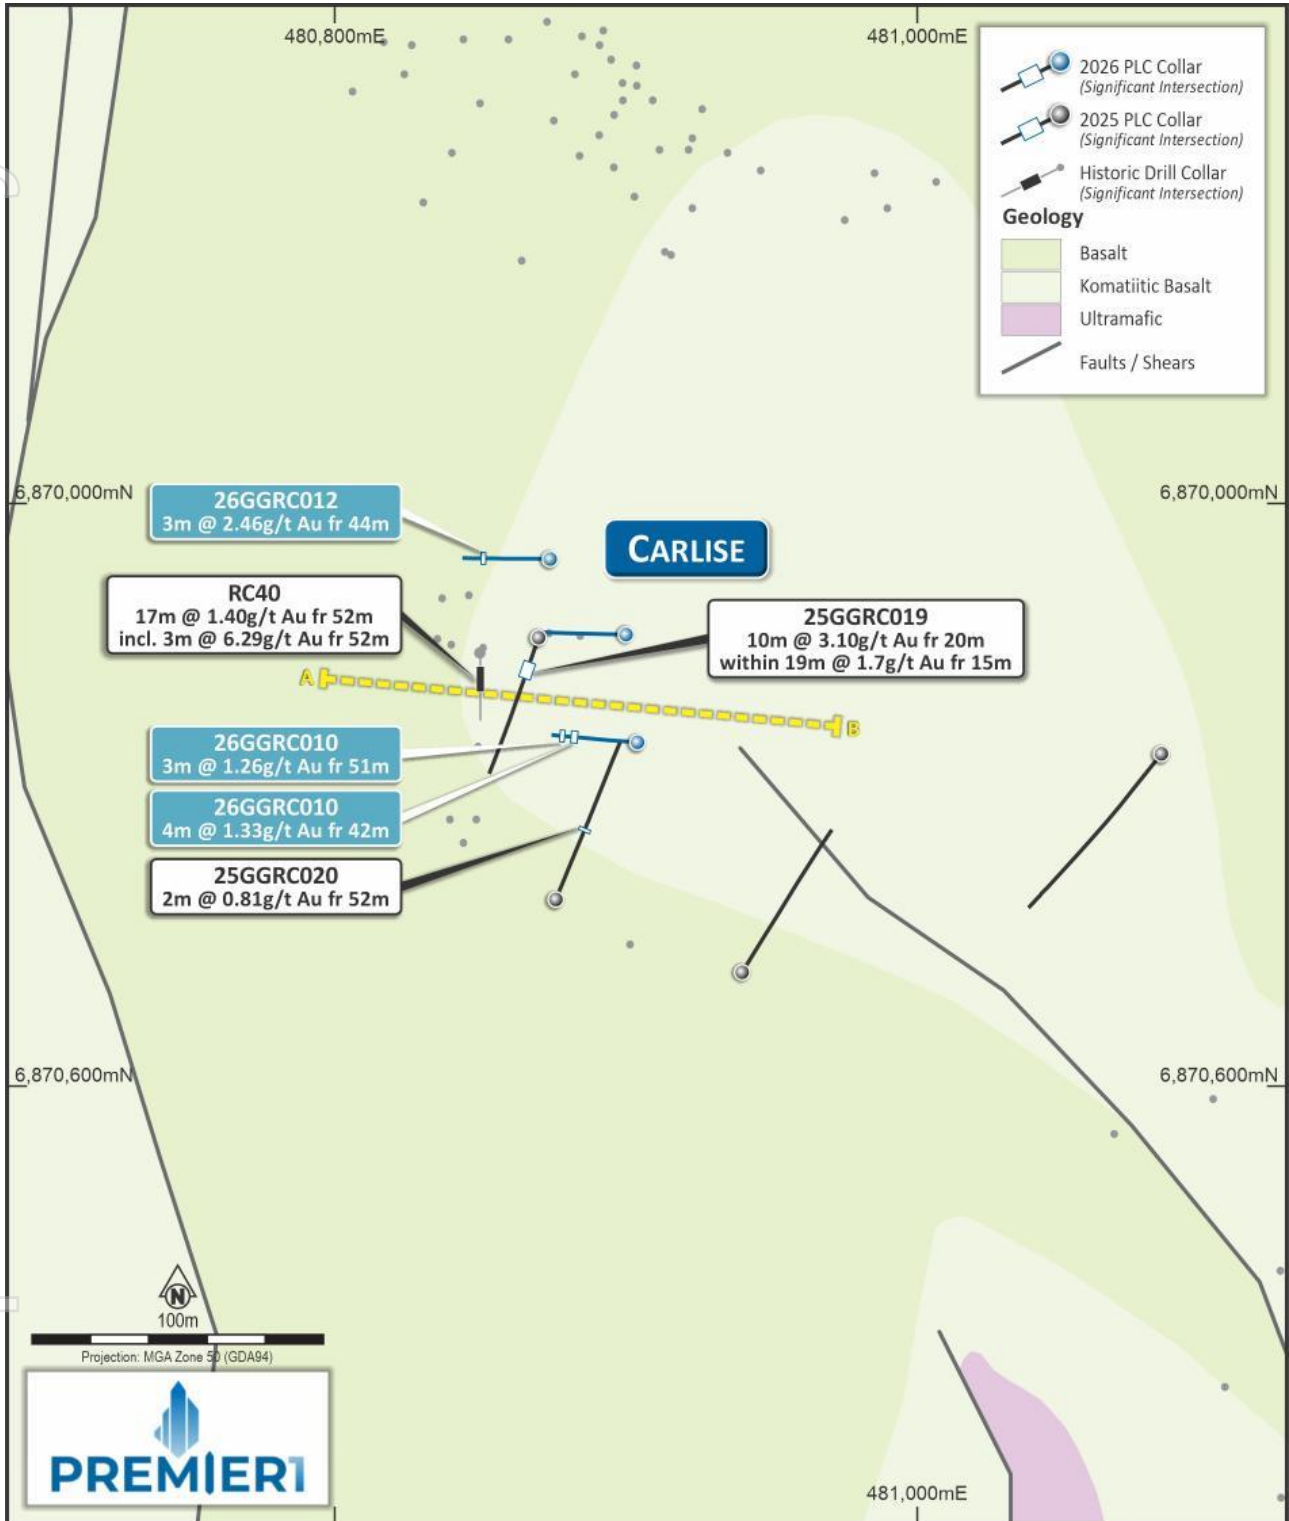 480,800mE
481,000mE
2026 PLC Collar
(Significant Intersection)
2025 PLC Collar
(Significant Intersection)
Historic Drill Collar
(Significant Intersection)
Geology
Basalt
Komatiitic Basalt
Ultramafic
Faults / Shears
6,870,000mN
6,870,000mN
26GGRC012
3m @ 2.46g/t Au fr 44m
CARLISE
RC40
17m @ 1.40g/t Au fr 52m
incl. 3m @ 6.29g/t Au fr 52m
25GGRC019
10m @ 3.10g/t Au fr 20m
within 19m @ 1.7g/t Au fr 15m
A
B
26GGRC010
3m @ 1.26g/t Au fr 51m
26GGRC010
4m @ 1.33g/t Au fr 42m
25GGRC020
2m @ 0.81g/t Au fr 52m
6,870,600mN
6,870,600mN
N
100m
Projection: MGA Zone 50 (GDA94)
PREMIER1
481,000mE